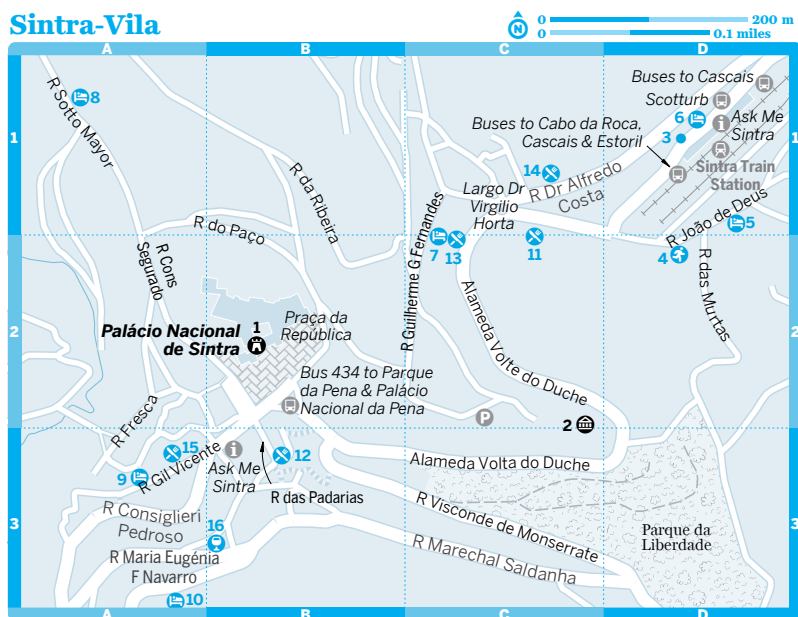 Sintra-Vila
N
0 200 m
0 0.1 miles
A B C D
1
2
3
1
2
3
A B C D
R Sotto Mayor
8
Buses to Cascais
Scotturb
6
Ask Me
Sintra
3
Buses to Cabo da Roca,
Cascais & Estoril
Sintra Train
Station
14
R Dr Alfredo
Costa
Largo Dr
Virgilio
Horta
R da Ribeira
R do Paço
R Cons
Segurado
R Guilherme G Fernandes
7
13
11
R João de Deus
5
4
R das Murtas
Palácio Nacional
de Sintra
1
Praça da
República
Alameda Volte do Duche
Bus 434 to Parque
da Pena & Palácio
Nacional da Pena
P
2
R Fresca
15
R Gil Vicente
9
i
Ask Me
Sintra
12
R das Padarias
Alameda Volta do Duche
R Consiglieri
Pedroso
16
R Visconde de Monserrate
R Maria Eugénia
F Navarro
R Marechal Saldanha
Parque da
Liberdade
10